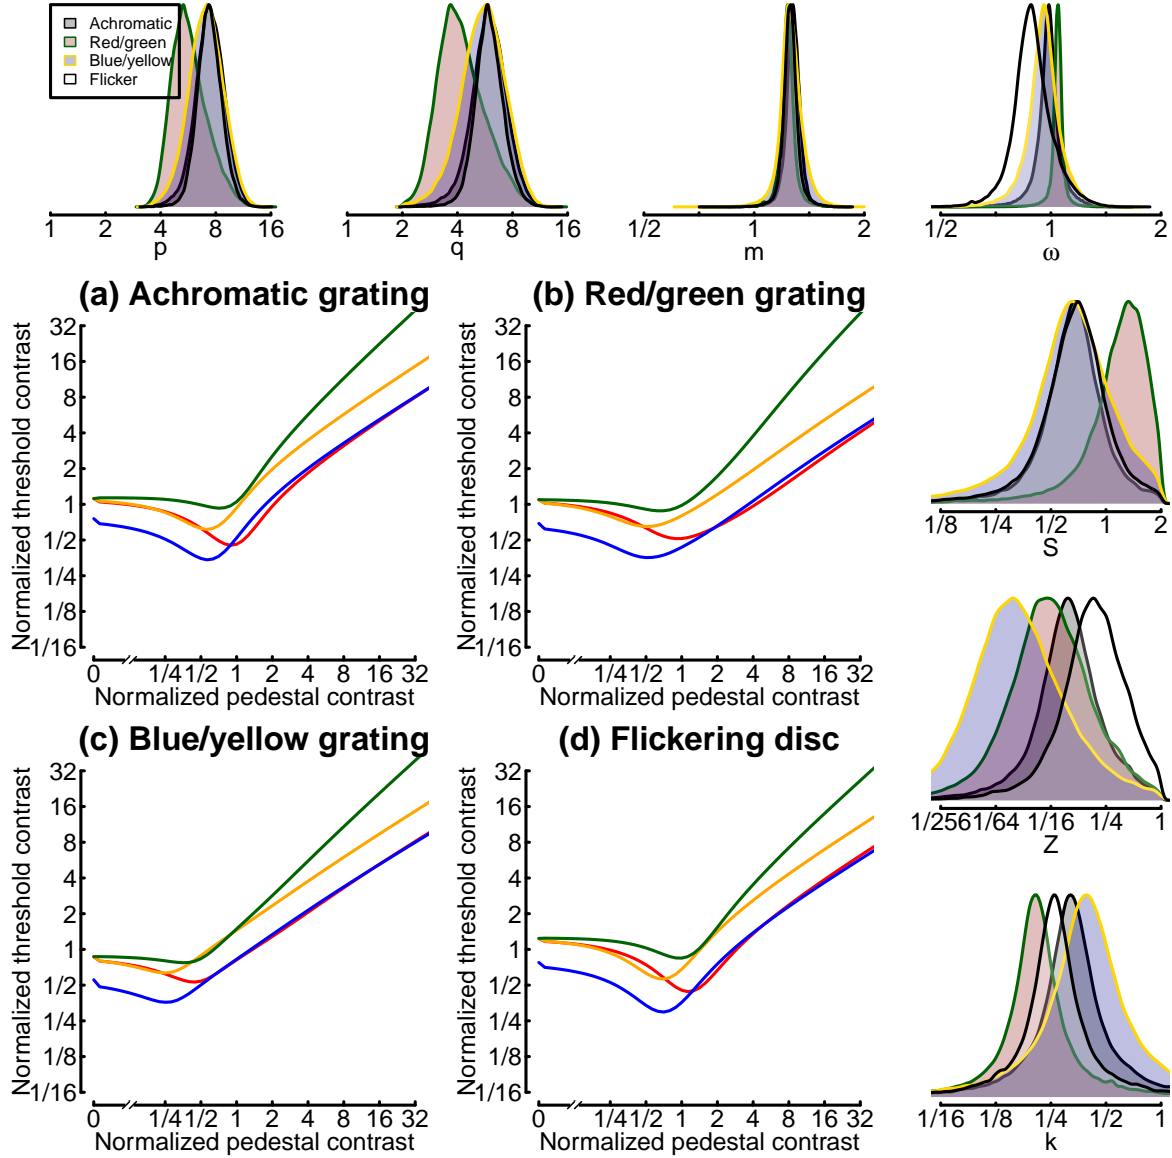 Achromatic
Red/green
Blue/yellow
Flicker
1 2 4 8 16
p
1 2 4 8 16
q
1/2 1 2
m
1/2 1 2
ω
(a) Achromatic grating
Normalized threshold contrast
32
16
8
4
2
1
1/2
1/4
1/8
1/16
0 1/4 1/2 1 2 4 8 16 32
Normalized pedestal contrast
(b) Red/green grating
Normalized threshold contrast
32
16
8
4
2
1
1/2
1/4
1/8
1/16
0 1/4 1/2 1 2 4 8 16 32
Normalized pedestal contrast
1/8 1/4 1/2 1 2
S
1/256 1/64 1/16 1/4 1
Z
(c) Blue/yellow grating
Normalized threshold contrast
32
16
8
4
2
1
1/2
1/4
1/8
1/16
0 1/4 1/2 1 2 4 8 16 32
Normalized pedestal contrast
(d) Flickering disc
Normalized threshold contrast
32
16
8
4
2
1
1/2
1/4
1/8
1/16
0 1/4 1/2 1 2 4 8 16 32
Normalized pedestal contrast
1/16 1/8 1/4 1/2 1
k